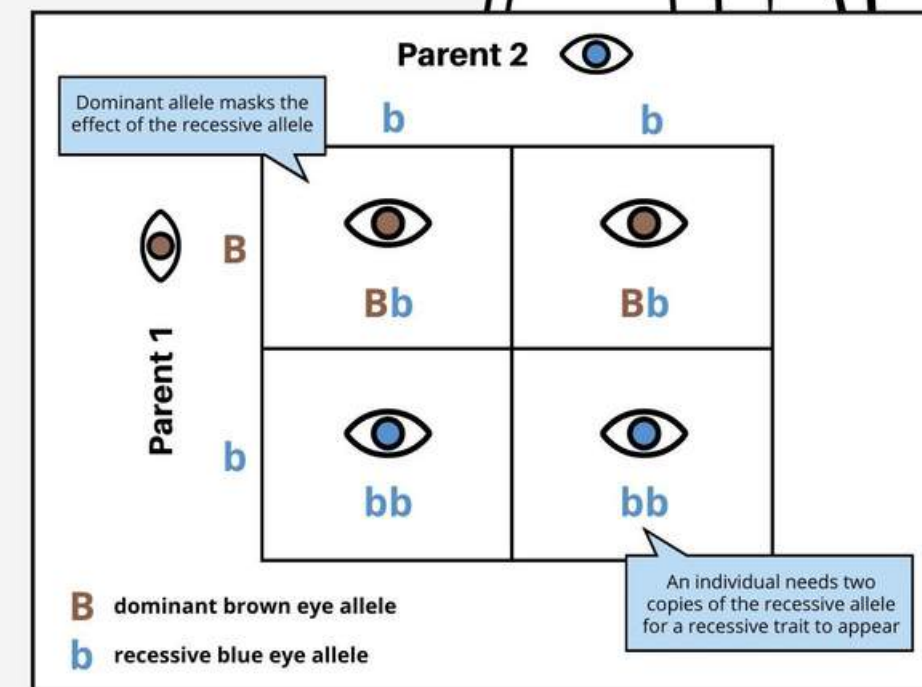 Parent 2
Dominant allele masks the
effect of the recessive allele
b
b
B
Bb
Bb
Parent 1
b
bb
bb
An individual needs two
copies of the recessive allele
for a recessive trait to appear
B dominant brown eye allele
b recessive blue eye allele